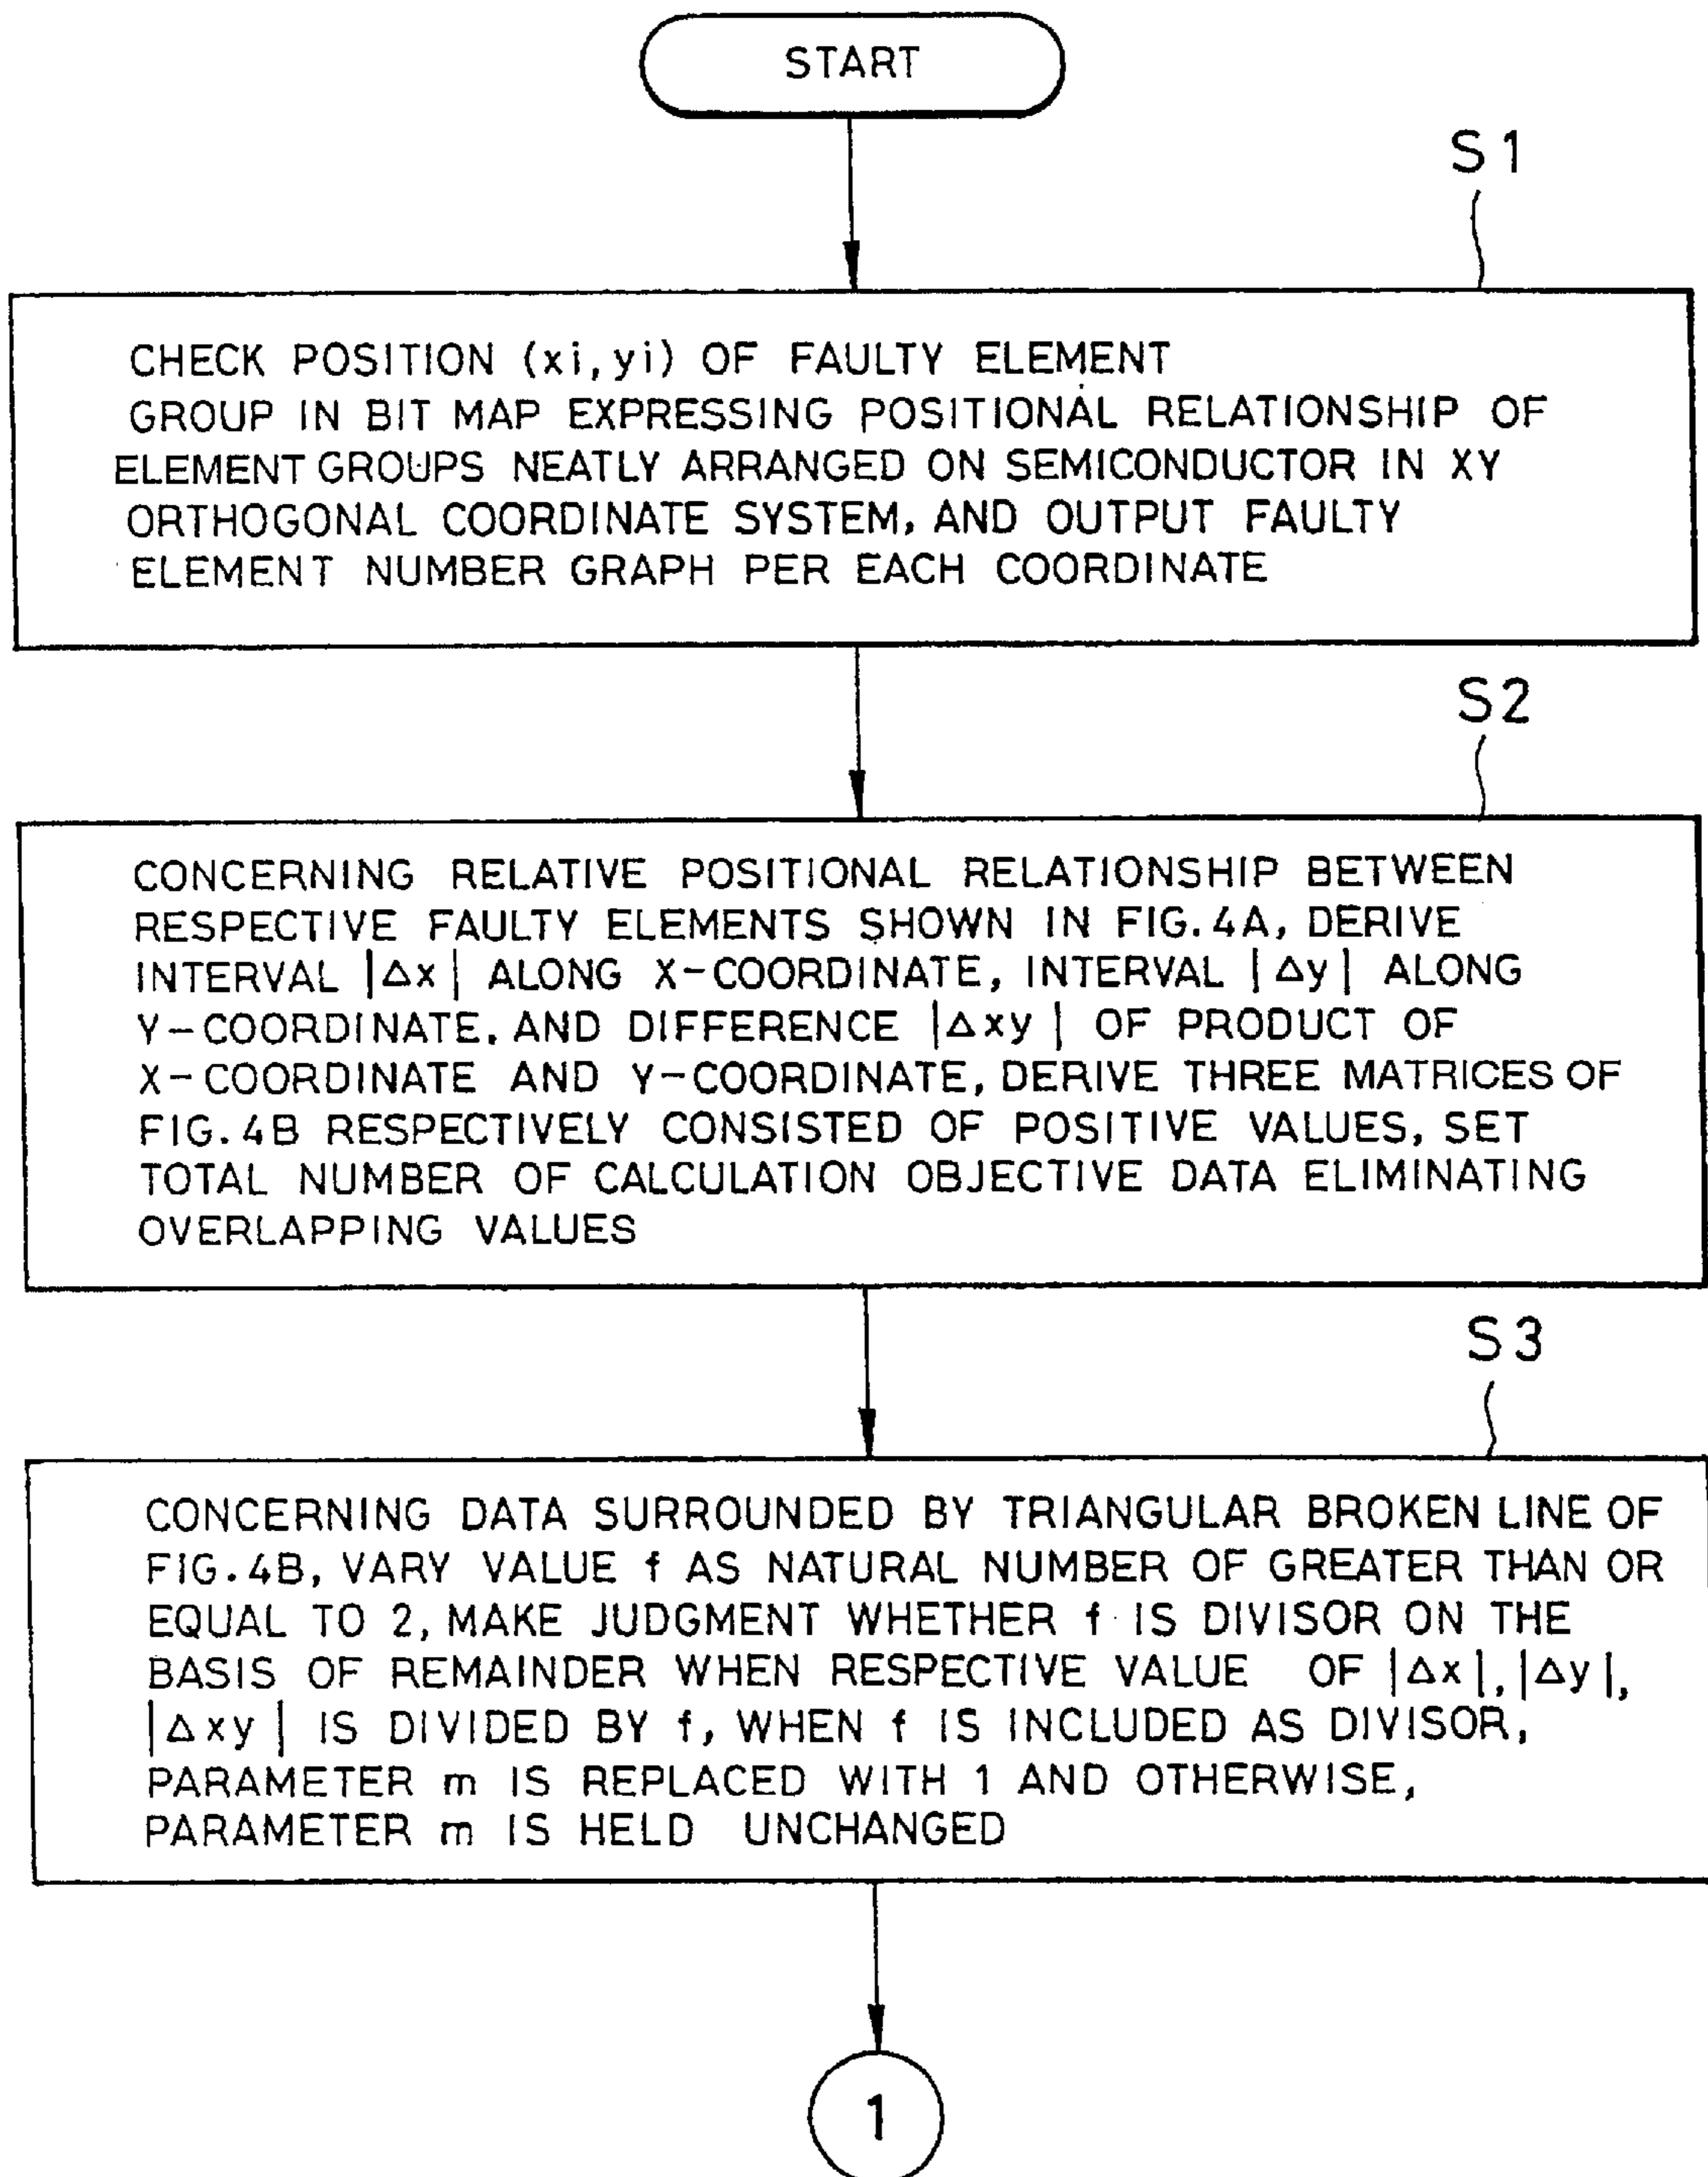 START
S1
CHECK POSITION (xi, yi) OF FAULTY ELEMENT
GROUP IN BIT MAP EXPRESSING POSITIONAL RELATIONSHIP OF
ELEMENT GROUPS NEATLY ARRANGED ON SEMICONDUCTOR IN XY
ORTHOGONAL COORDINATE SYSTEM, AND OUTPUT FAULTY
ELEMENT NUMBER GRAPH PER EACH COORDINATE
S2
CONCERNING RELATIVE POSITIONAL RELATIONSHIP BETWEEN
RESPECTIVE FAULTY ELEMENTS SHOWN IN FIG.4A, DERIVE
INTERVAL |Δx| ALONG X-COORDINATE, INTERVAL |Δy| ALONG
Y-COORDINATE, AND DIFFERENCE |Δxy| OF PRODUCT OF
X-COORDINATE AND Y-COORDINATE, DERIVE THREE MATRICES OF
FIG.4B RESPECTIVELY CONSISTED OF POSITIVE VALUES, SET
TOTAL NUMBER OF CALCULATION OBJECTIVE DATA ELIMINATING
OVERLAPPING VALUES
S3
CONCERNING DATA SURROUNDED BY TRIANGULAR BROKEN LINE OF
FIG.4B, VARY VALUE f AS NATURAL NUMBER OF GREATER THAN OR
EQUAL TO 2, MAKE JUDGMENT WHETHER f IS DIVISOR ON THE
BASIS OF REMAINDER WHEN RESPECTIVE VALUE OF |Δx|, |Δy|,
|Δxy| IS DIVIDED BY f, WHEN f IS INCLUDED AS DIVISOR,
PARAMETER m IS REPLACED WITH 1 AND OTHERWISE,
PARAMETER m IS HELD UNCHANGED
1